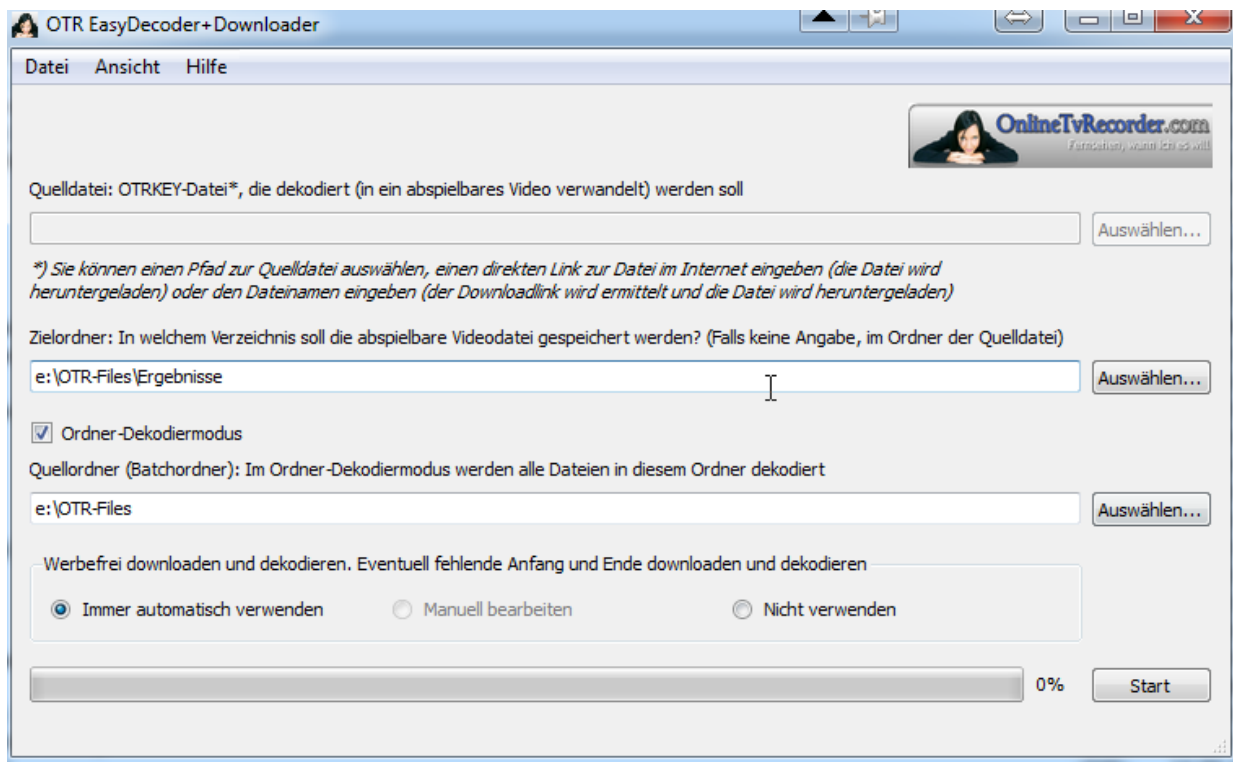 OTR EasyDecoder+Downloader
Datei Ansicht Hilfe
OnlineTvRecorder.com
Fernsehen, wann ich es will
Quelldatei: OTRKEY-Datei*, die dekodiert (in ein abspielbares Video verwandelt) werden soll
Auswählen...
*) Sie können einen Pfad zur Quelldatei auswählen, einen direkten Link zur Datei im Internet eingeben (die Datei wird
heruntergeladen) oder den Dateinamen eingeben (der Downloadlink wird ermittelt und die Datei wird heruntergeladen)
Zielordner: In welchem Verzeichnis soll die abspielbare Videodatei gespeichert werden? (Falls keine Angabe, im Ordner der Quelldatei)
e:\OTR-Files\Ergebnisse Auswählen...
Ordner-Dekodiermodus
Quellordner (Batchordner): Im Ordner-Dekodiermodus werden alle Dateien in diesem Ordner dekodiert
e:\OTR-Files Auswählen...
Werbefrei downloaden und dekodieren. Eventuell fehlende Anfang und Ende downloaden und dekodieren
Immer automatisch verwenden Manuell bearbeiten Nicht verwenden
0% Start